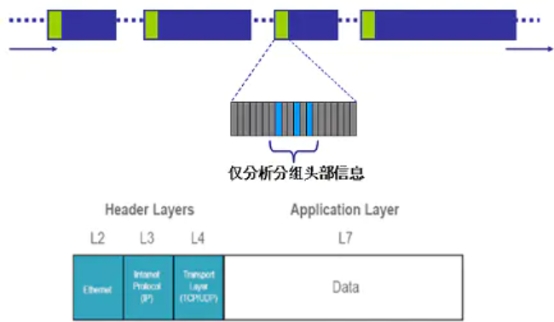 仅分析分组头部信息
Header Layers
Application Layer
L2
L3
L4
L7
Ethernet
Internet
Protocol
(IP)
Transport
Layer
(TCP/UDP)
Data